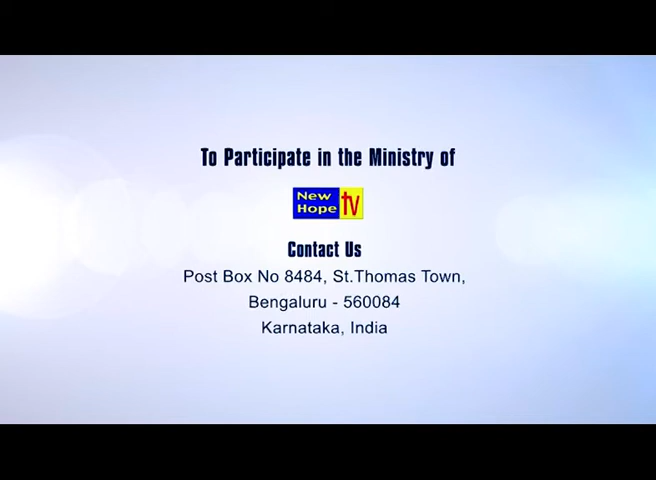 To Participate in the Ministry of
New Hope tv
Contact Us
Post Box No 8484, St.Thomas Town,
Bengaluru - 560084
Karnataka, India